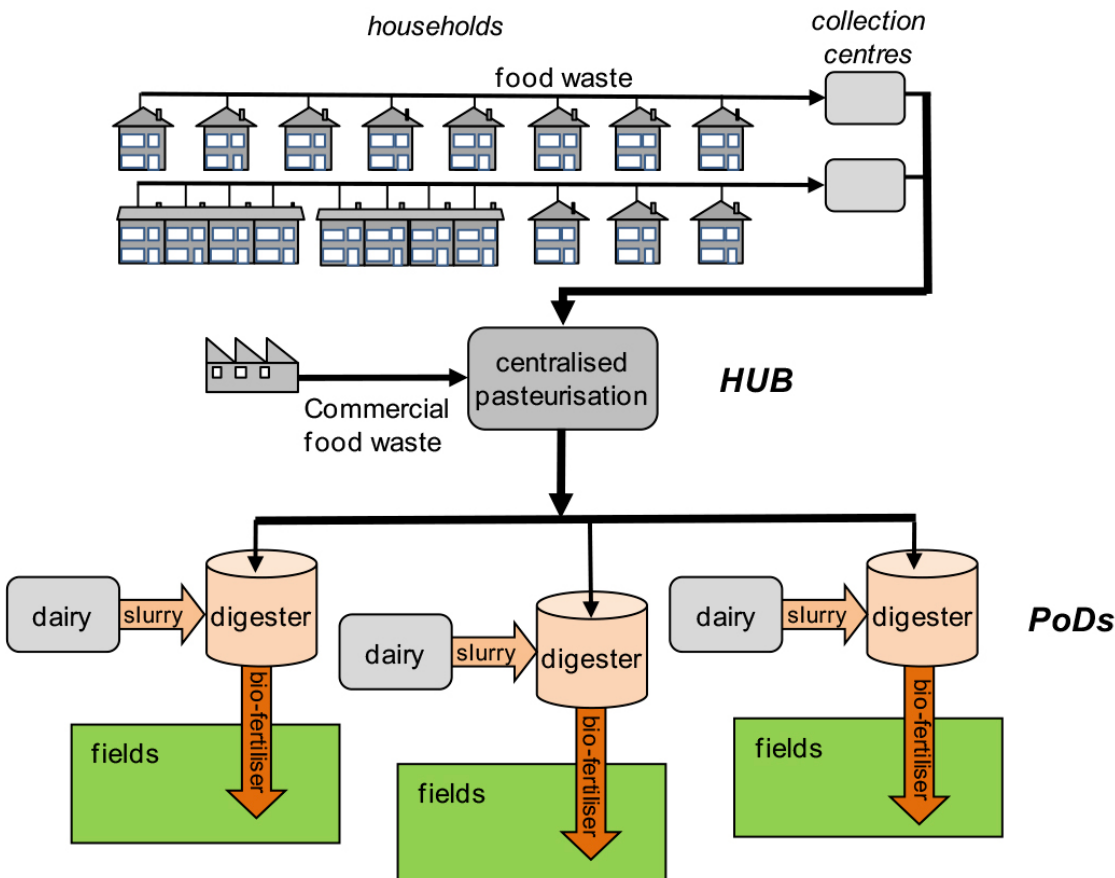 households
collection
centres
food waste
centralised
pasteurisation
HUB
Commercial
food waste
dairy
slurry
digester
dairy
slurry
digester
dairy
slurry
digester
PoDs
bio-fertiliser
bio-fertiliser
bio-fertiliser
fields
fields
fields